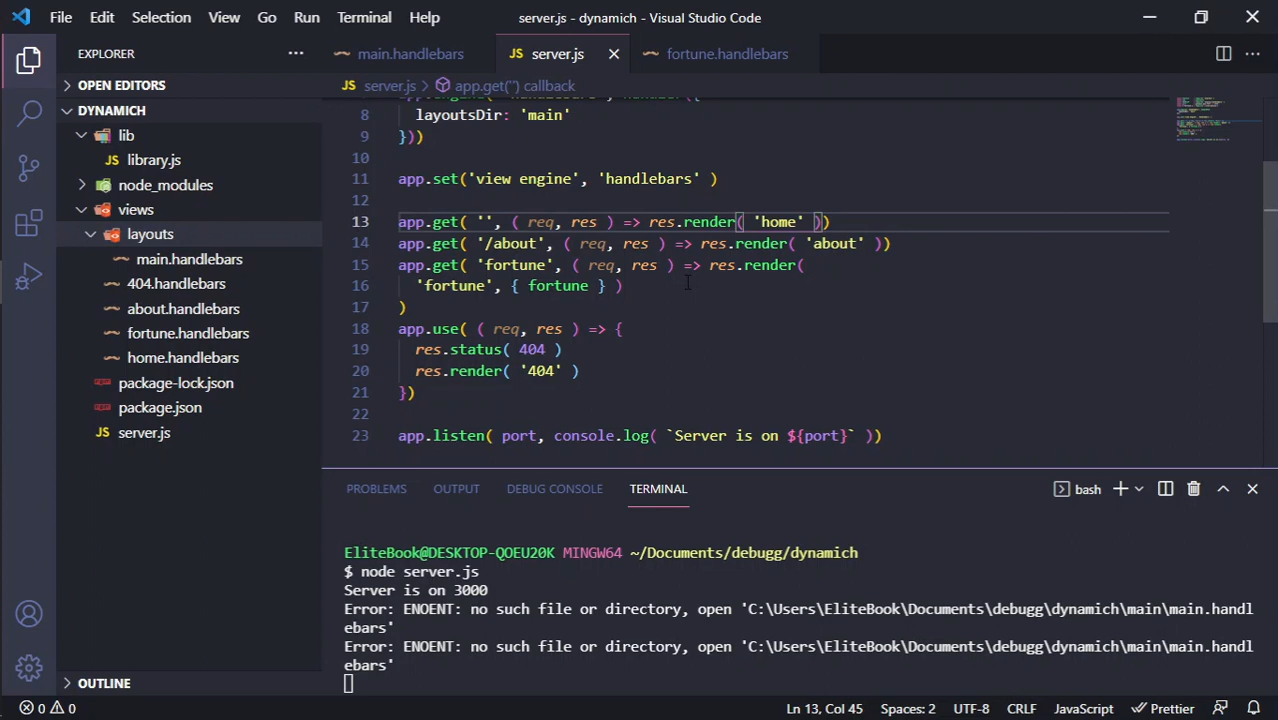 File Edit Selection View Go Run Terminal Help server.js - dynamich - Visual Studio Code
EXPLORER
OPEN EDITORS
DYNAMICH
lib
JS library.js
node_modules
views
layouts
main.handlebars
404.handlebars
about.handlebars
fortune.handlebars
home.handlebars
package-lock.json
package.json
JS server.js
OUTLINE
main.handlebars JS server.js fortune.handlebars
JS server.js > app.get('') callback
8 layoutsDir: 'main'
9 }))
10
11 app.set('view engine', 'handlebars' )
12
13 app.get( '', ( req, res ) => res.render( 'home' ))
14 app.get( '/about', ( req, res ) => res.render( 'about' ))
15 app.get( 'fortune', ( req, res ) => res.render(
16 'fortune', { fortune } )
17 )
18 app.use( ( req, res ) => {
19 res.status( 404 )
20 res.render( '404' )
21 })
22
23 app.listen( port, console.log( `Server is on ${port}` ))
PROBLEMS OUTPUT DEBUG CONSOLE TERMINAL bash
EliteBook@DESKTOP-QOEU20K MINGW64 ~/Documents/debugg/dynamich
$ node server.js
Server is on 3000
Error: ENOENT: no such file or directory, open 'C:\Users\EliteBook\Documents\debugg\dynamich\main\main.handl
ebars'
Error: ENOENT: no such file or directory, open 'C:\Users\EliteBook\Documents\debugg\dynamich\main\main.handl
ebars'
0 0 Ln 13, Col 45 Spaces: 2 UTF-8 CRLF JavaScript Prettier